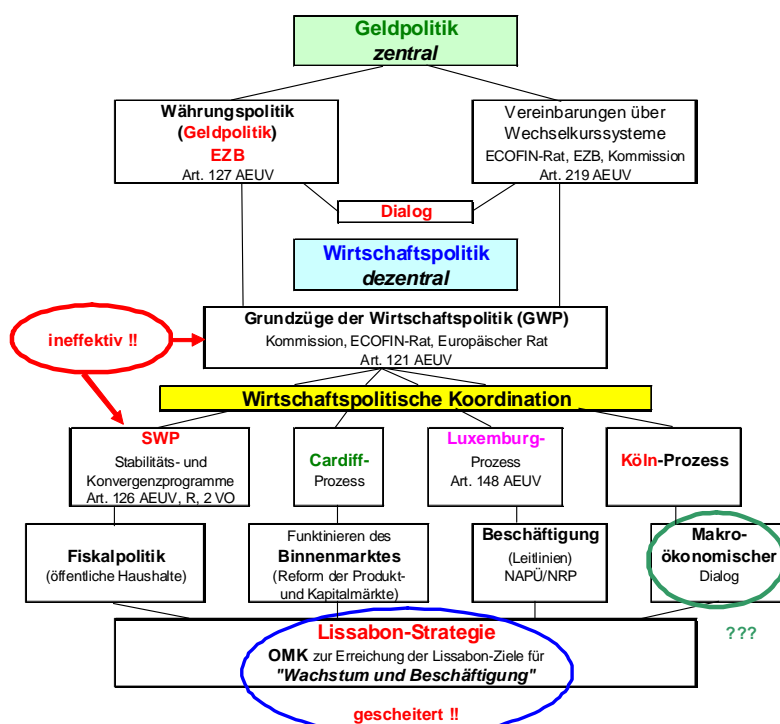 Geldpolitik
zentral
Währungspolitik
(Geldpolitik)
EZB
Art. 127 AEUV
Vereinbarungen über
Wechselkurssysteme
ECOFIN-Rat, EZB, Kommission
Art. 219 AEUV
Dialog
Wirtschaftspolitik
dezentral
ineffektiv !!
Grundzüge der Wirtschaftspolitik (GWP)
Kommission, ECOFIN-Rat, Europäischer Rat
Art. 121 AEUV
Wirtschaftspolitische Koordination
SWP
Stabilitäts- und
Konvergenzprogramme
Art. 126 AEUV, R, 2 VO
Cardiff-
Prozess
Luxemburg-
Prozess
Art. 148 AEUV
Köln-Prozess
Fiskalpolitik
(öffentliche Haushalte)
Funktinieren des
Binnenmarktes
(Reform der Produkt-
und Kapitalmärkte)
Beschäftigung
(Leitlinien)
NAPÜ/NRP
Makro-
ökonomischer
Dialog
???
Lissabon-Strategie
OMK zur Erreichung der Lissabon-Ziele für
"Wachstum und Beschäftigung"
gescheitert !!